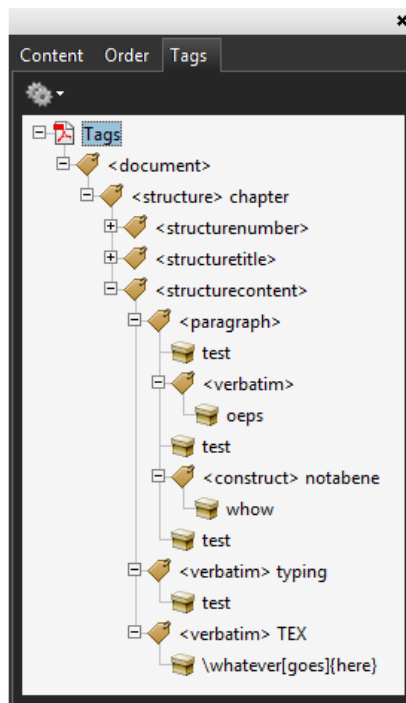 Content Order Tags
Tags
<document>
<structure> chapter
<structurenumber>
<structuretitle>
<structurecontent>
<paragraph>
test
<verbatim>
oeps
test
<construct> notabene
whow
test
<verbatim> typing
test
<verbatim> TEX
\whatever[goes]{here}